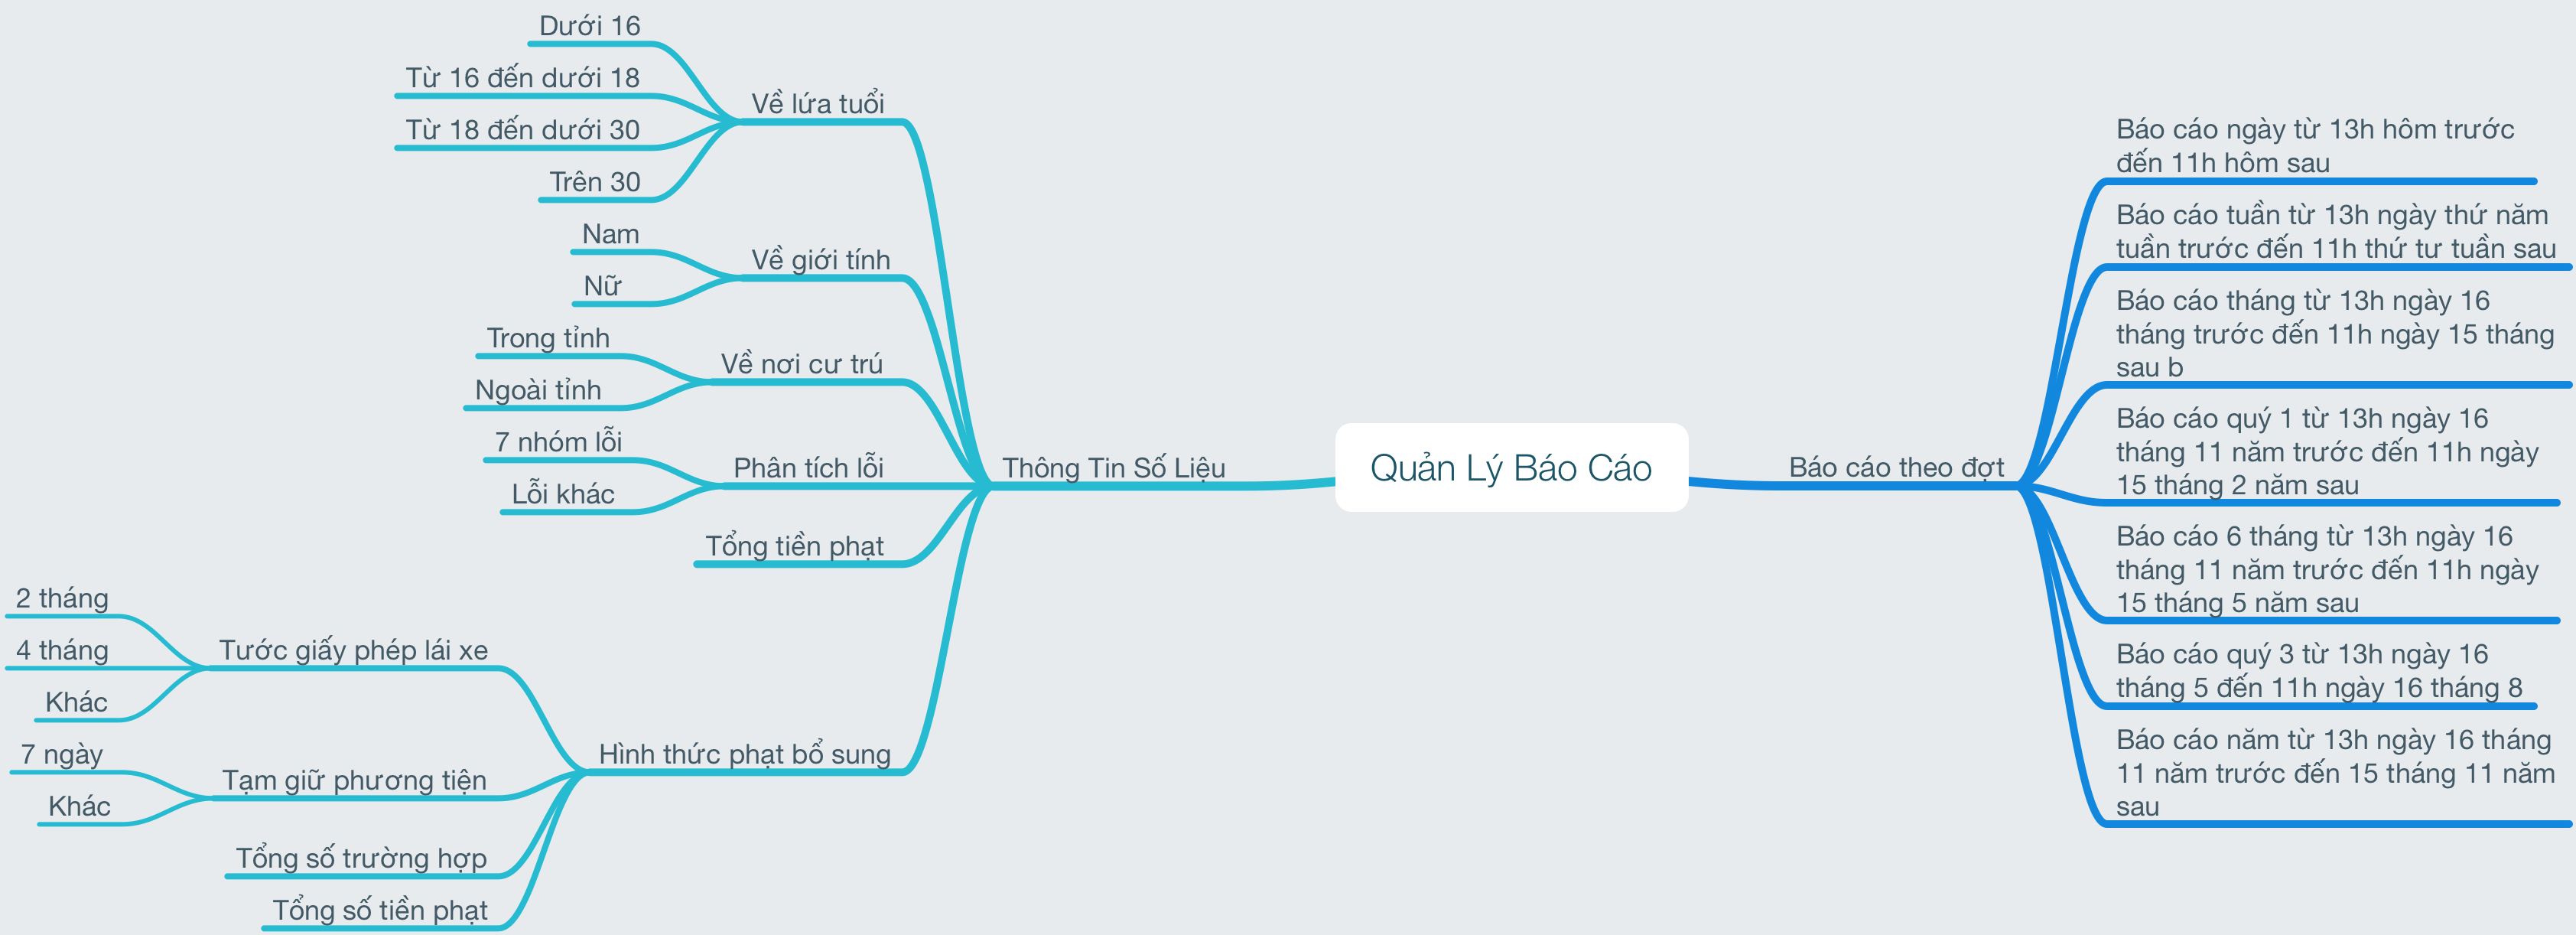 Quản Lý Báo Cáo
Thông Tin Số Liệu
Về lứa tuổi
Dưới 16
Từ 16 đến dưới 18
Từ 18 đến dưới 30
Trên 30
Về giới tính
Nam
Nữ
Về nơi cư trú
Trong tỉnh
Ngoài tỉnh
Phân tích lỗi
7 nhóm lỗi
Lỗi khác
Tổng tiền phạt
Hình thức phạt bổ sung
Tước giấy phép lái xe
2 tháng
4 tháng
Khác
Tạm giữ phương tiện
7 ngày
Khác
Tổng số trường hợp
Tổng số tiền phạt
Báo cáo theo đợt
Báo cáo ngày từ 13h hôm trước
đến 11h hôm sau
Báo cáo tuần từ 13h ngày thứ năm
tuần trước đến 11h thứ tư tuần sau
Báo cáo tháng từ 13h ngày 16
tháng trước đến 11h ngày 15 tháng
sau b
Báo cáo quý 1 từ 13h ngày 16
tháng 11 năm trước đến 11h ngày
15 tháng 2 năm sau
Báo cáo 6 tháng từ 13h ngày 16
tháng 11 năm trước đến 11h ngày
15 tháng 5 năm sau
Báo cáo quý 3 từ 13h ngày 16
tháng 5 đến 11h ngày 16 tháng 8
Báo cáo năm từ 13h ngày 16 tháng
11 năm trước đến 15 tháng 11 năm
sau